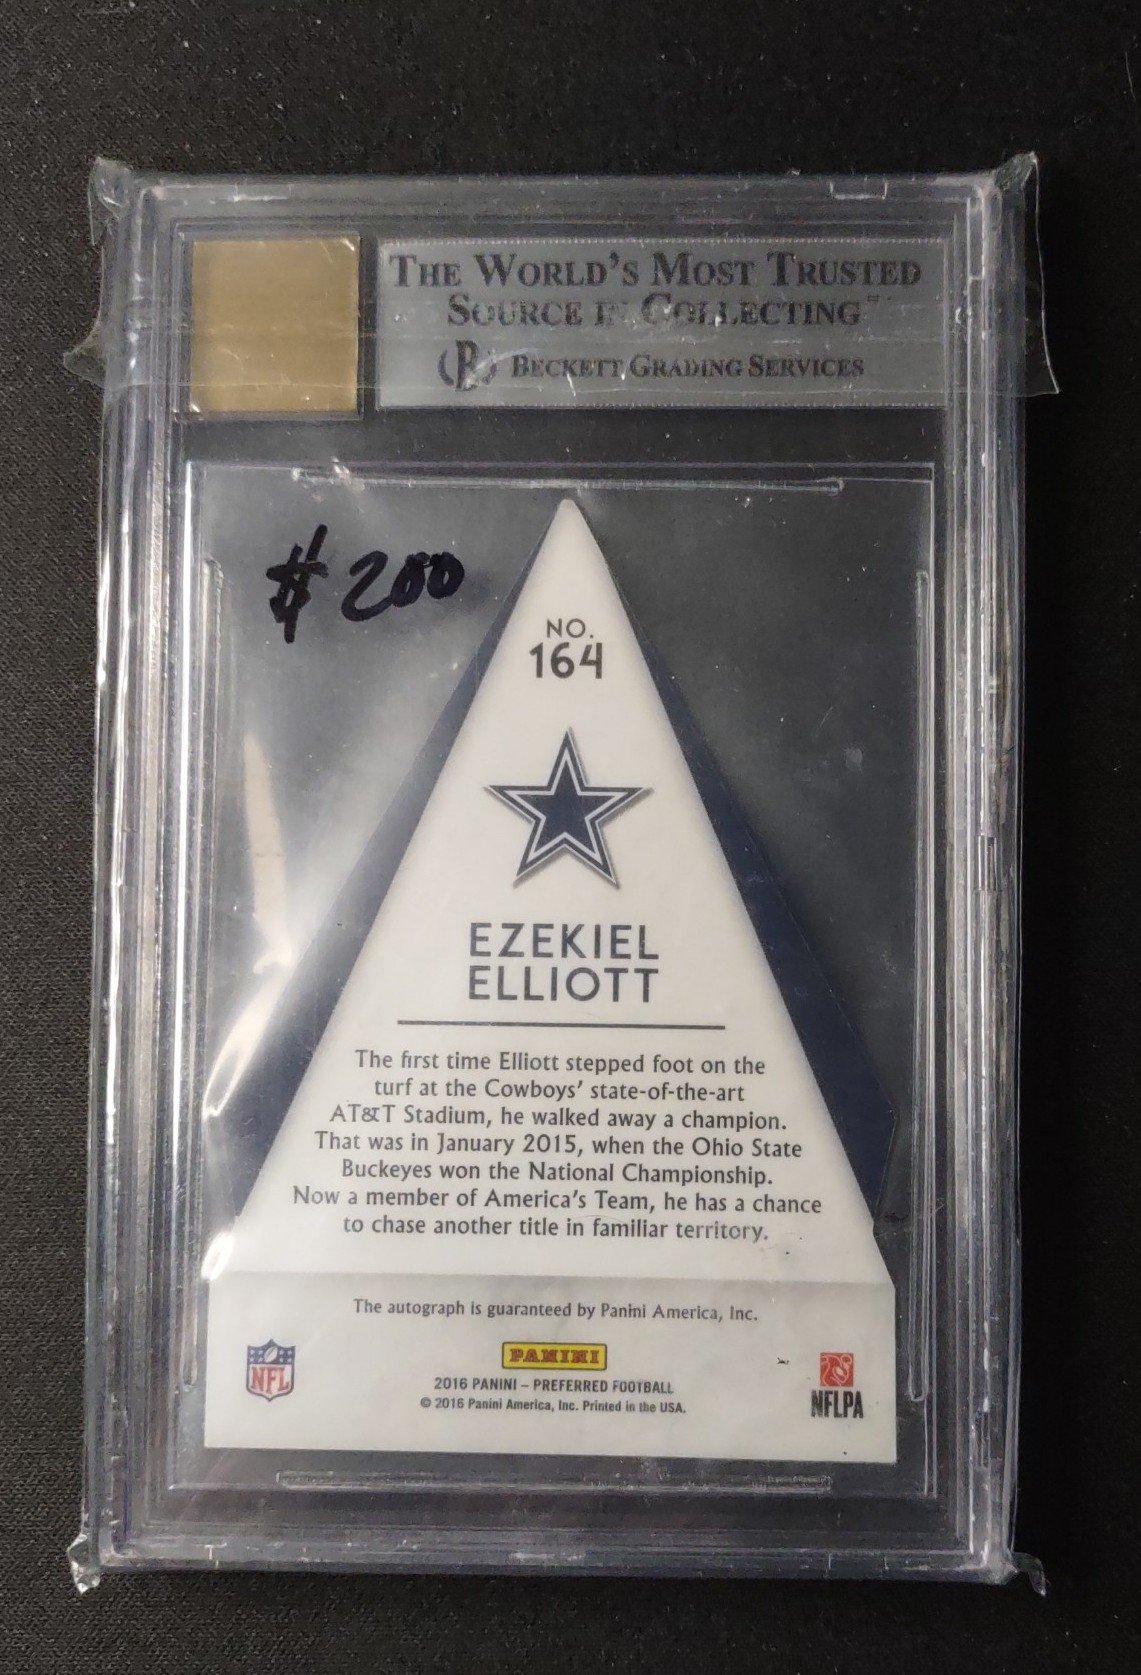 THE WORLD'S MOST TRUSTED
SOURCE IN COLLECTING™
BECKETT GRADING SERVICES
$200
NO.
164
EZEKIEL
ELLIOTT
The first time Elliott stepped foot on the
turf at the Cowboys' state-of-the-art
AT&T Stadium, he walked away a champion.
That was in January 2015, when the Ohio State
Buckeyes won the National Championship.
Now a member of America's Team, he has a chance
to chase another title in familiar territory.
The autograph is guaranteed by Panini America, Inc.
NFL
PANINI
2016 PANINI – PREFERRED FOOTBALL
© 2016 Panini America, Inc. Printed in the USA.
NFLPA